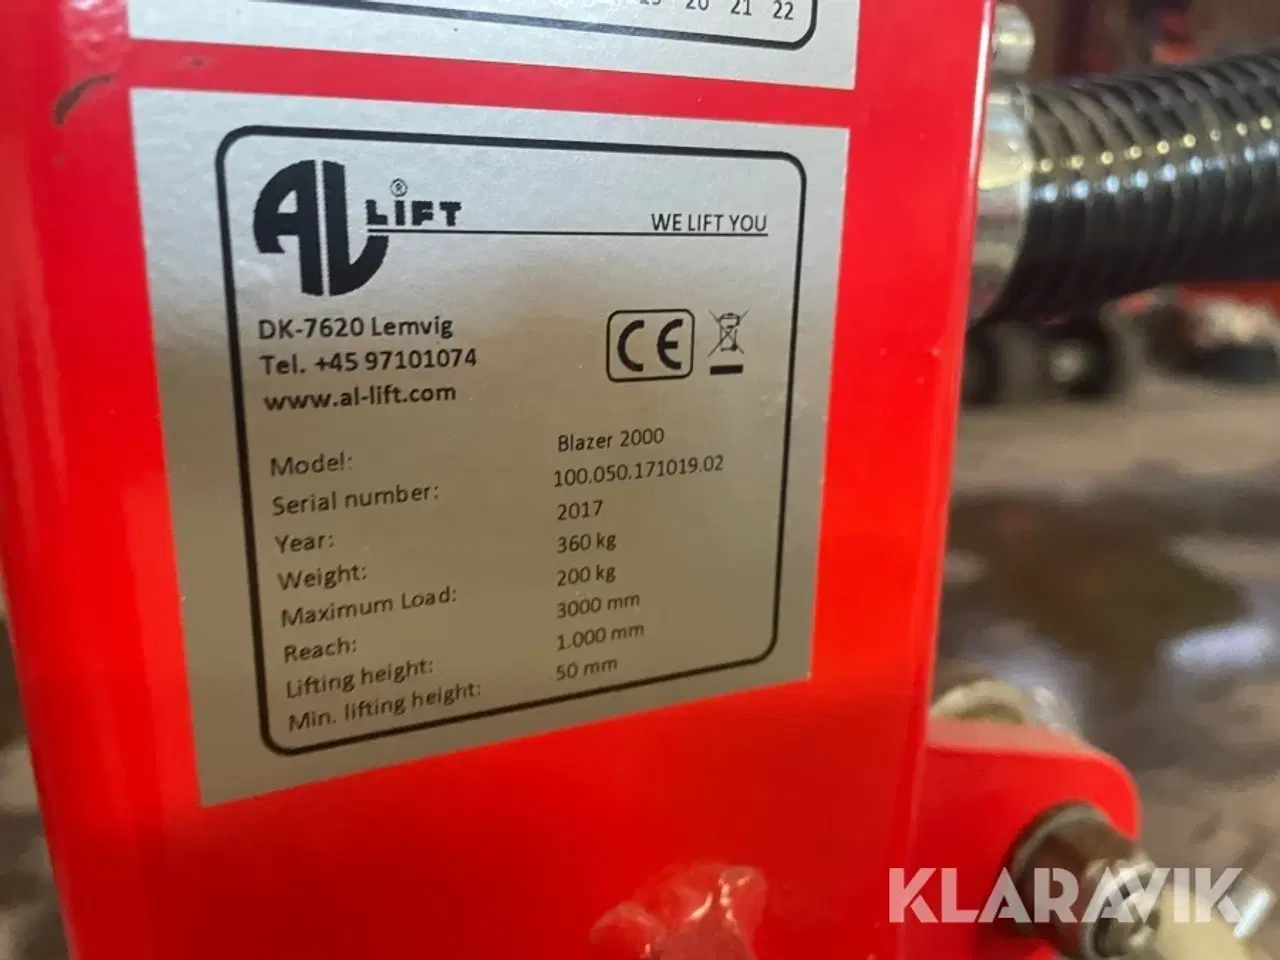 20 21 22
AL LIFT ®
WE LIFT YOU
DK-7620 Lemvig
Tel. +45 97101074
www.al-lift.com
CE
Model: Blazer 2000
Serial number: 100.050.171019.02
Year: 2017
Weight: 360 kg
Maximum Load: 200 kg
Reach: 3000 mm
Lifting height: 1.000 mm
Min. lifting height: 50 mm
KLARAVIK